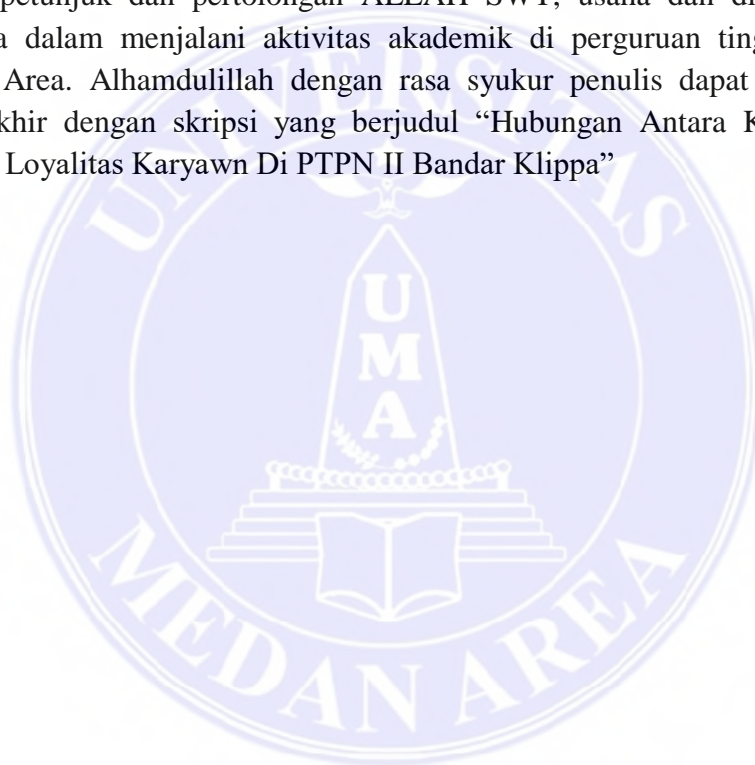 petunjuk dan pertolongan ALLAH SWT, usaha dan di
a dalam menjalani aktivitas akademik di perguruan ting
Area. Alhamdulillah dengan rasa syukur penulis dapat
khir dengan skripsi yang berjudul “Hubungan Antara K
Loyalitas Karyawn Di PTPN II Bandar Klippa”
UNIVERSITAS
UMA
MEDAN AREA